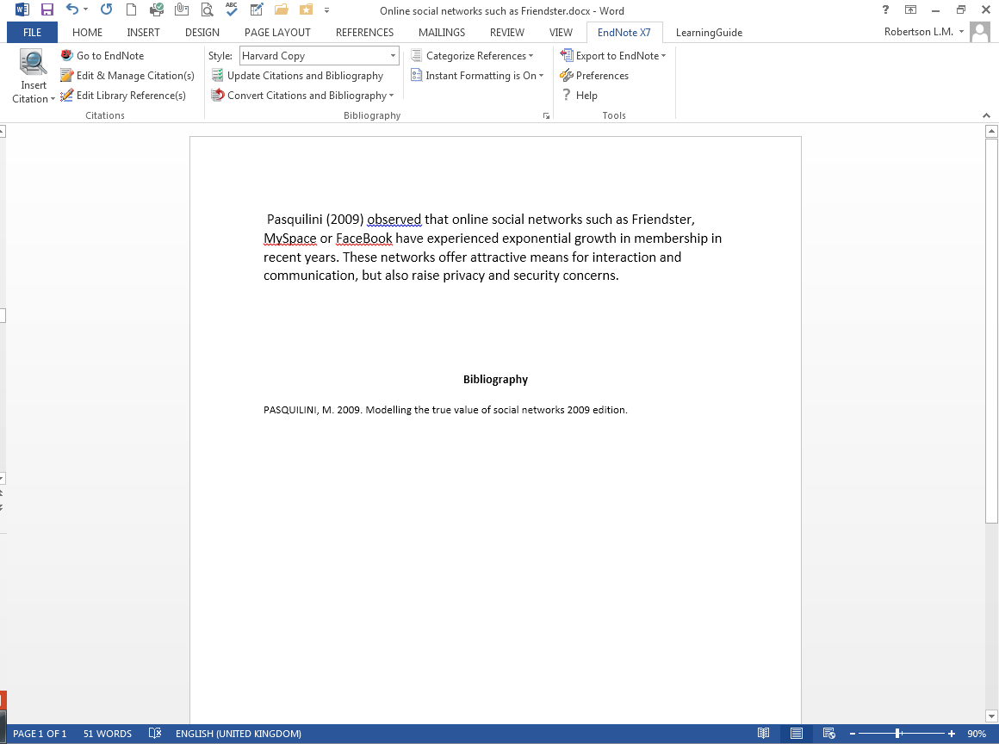 Online social networks such as Friendster.docx - Word
FILE HOME INSERT DESIGN PAGE LAYOUT REFERENCES MAILINGS REVIEW VIEW EndNote X7 LearningGuide Robertson L.M.
Insert Citation
Go to EndNote
Edit & Manage Citation(s)
Edit Library Reference(s)
Citations
Style: Harvard Copy
Update Citations and Bibliography
Convert Citations and Bibliography
Categorize References
Instant Formatting is On
Bibliography
Export to EndNote
Preferences
? Help
Tools
Pasquilini (2009) observed that online social networks such as Friendster,
MySpace or FaceBook have experienced exponential growth in membership in
recent years. These networks offer attractive means for interaction and
communication, but also raise privacy and security concerns.
Bibliography
PASQUILINI, M. 2009. Modelling the true value of social networks 2009 edition.
PAGE 1 OF 1 51 WORDS ENGLISH (UNITED KINGDOM) 90%